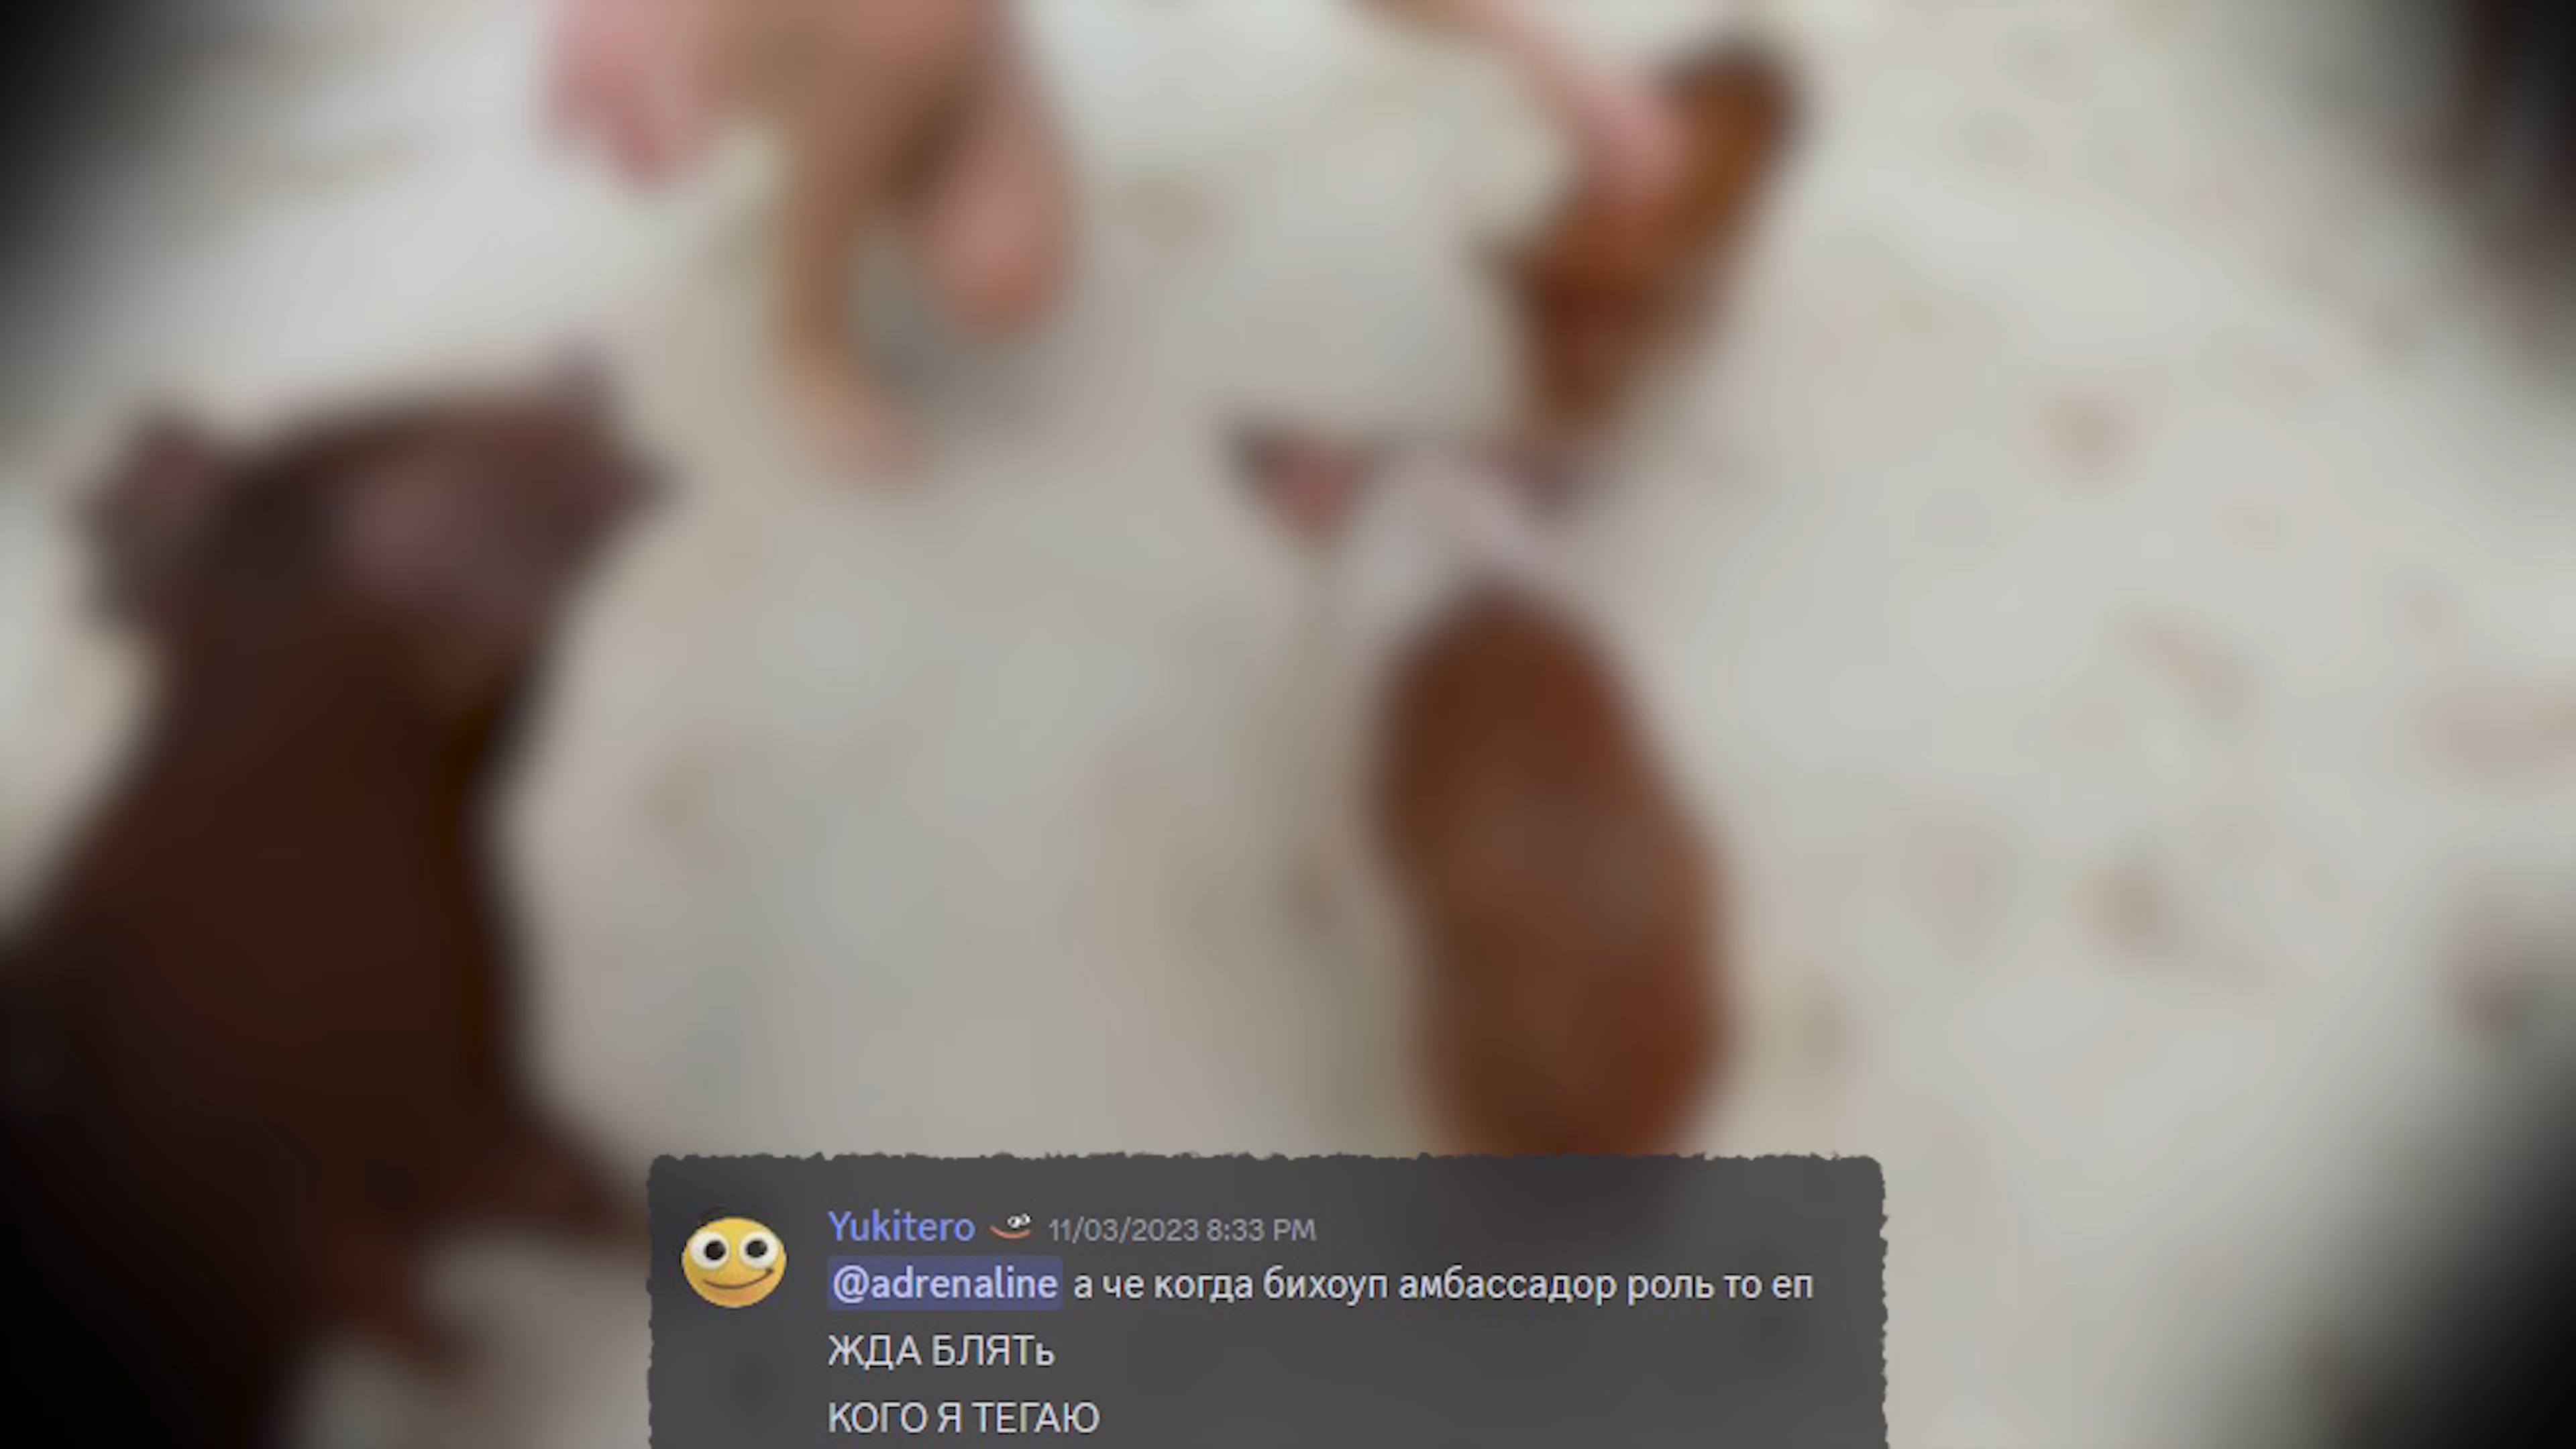 Yukitero 11/03/2023 8:33 PM
@adrenaline а че когда бихоуп амбассадор роль то еп
ЖДА БЛЯТЬ
КОГО Я ТЕГАЮ